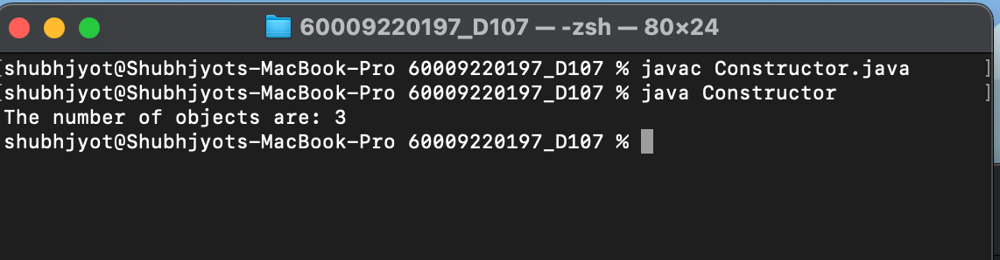 60009220197_D107 — -zsh — 80×24
[shubhjyot@Shubhjyots-MacBook-Pro 60009220197_D107 % javac Constructor.java ]
[shubhjyot@Shubhjyots-MacBook-Pro 60009220197_D107 % java Constructor ]
The number of objects are: 3
shubhjyot@Shubhjyots-MacBook-Pro 60009220197_D107 %